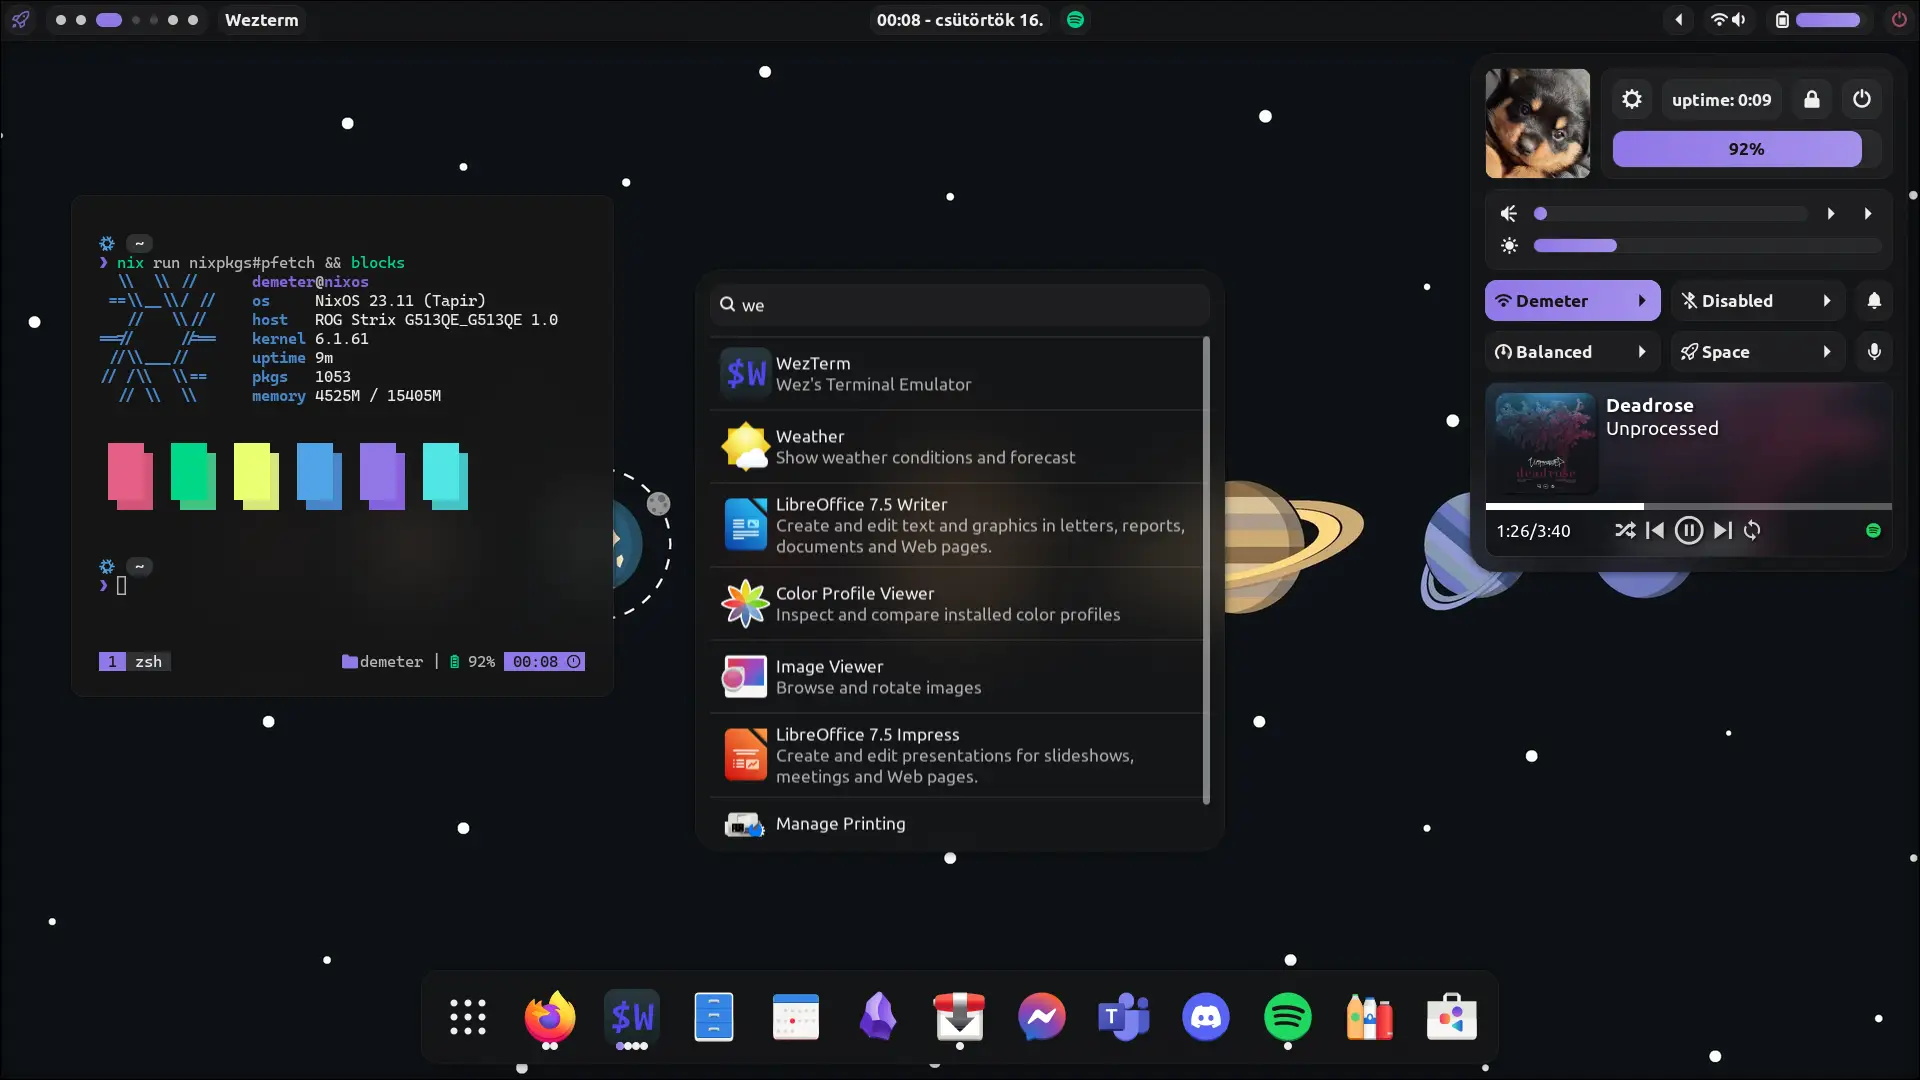 Wezterm
00:08 - csütörtök 16.
~
❯ nix run nixpkgs#pfetch && blocks
demeter@nixos
os NixOS 23.11 (Tapir)
host ROG Strix G513QE_G513QE 1.0
kernel 6.1.61
uptime 9m
pkgs 1053
memory 4525M / 15405M
~
❯
1 zsh demeter | 92% 00:08
we
$W WezTerm
Wez's Terminal Emulator
Weather
Show weather conditions and forecast
LibreOffice 7.5 Writer
Create and edit text and graphics in letters, reports,
documents and Web pages.
Color Profile Viewer
Inspect and compare installed color profiles
Image Viewer
Browse and rotate images
LibreOffice 7.5 Impress
Create and edit presentations for slideshows,
meetings and Web pages.
Manage Printing
uptime: 0:09
92%
Demeter
Disabled
Balanced
Space
Deadrose
Unprocessed
deadrose
1:26/3:40
$W
T